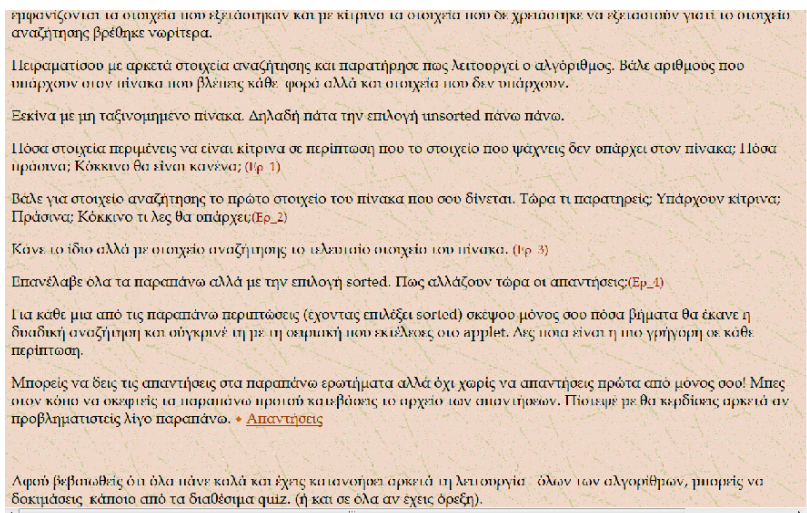 εμφανίζονται τα στοιχεία που εξετάστηκαν και με κίτρινα τα στοιχεία που δε χρειάστηκε να εξεταστούν γιατί το στοιχείο
αναζήτησης βρέθηκε νωρίτερα.
Πειραματίσου με αρκετά στοιχεία αναζήτησης και παρατήρησε πως λειτουργεί ο αλγόριθμος. Βάλε αριθμούς που
υπάρχουν στον πίνακα που βλέπεις κάθε φορά αλλά και στοιχεία που δεν υπάρχουν.
Ξεκίνα με μη ταξινομημένο πίνακα. Δηλαδή πάτα την επιλογή unsorted πάνω πάνω.
Πόσα στοιχεία περιμένεις να είναι κίτρινα σε περίπτωση που το στοιχείο που ψάχνεις δεν υπάρχει στον πίνακα; Πόσα
πράσινα; Κόκκινο θα είναι κανένα; (Ερ_1)
Βάλε για στοιχείο αναζήτησης το πρώτο στοιχείο του πίνακα που σου δίνεται. Τώρα τι παρατηρείς; Υπάρχουν κίτρινα;
Πράσινα; Κόκκινο τι λες θα υπάρχει;(Ερ_2)
Κάνε το ίδιο αλλά με στοιχείο αναζήτησης το τελευταίο στοιχείο του πίνακα. (Ερ_3)
Επανέλαβε όλα τα παραπάνω αλλά με την επιλογή sorted. Πως αλλάζουν τώρα οι απαντήσεις;(Ερ_4)
Για κάθε μια από τις παραπάνω περιπτώσεις (έχοντας επιλέξει sorted) σκέψου μόνος σου πόσα βήματα θα έκανε η
δυαδική αναζήτηση και σύγκρινέ τη με τη σειριακή που εκτέλεσες στο applet. Δες ποια είναι η πιο γρήγορη σε κάθε
περίπτωση.
Μπορείς να δεις τις απαντήσεις στα παραπάνω ερωτήματα αλλά όχι χωρίς να απαντήσεις πρώτα από μόνος σου! Μπες
στον κόπο να σκεφτείς τα παραπάνω προτού κατεβάσεις το αρχείο των απαντήσεων. Πίστεψέ με θα κερδίσεις αρκετά αν
προβληματιστείς λίγο παραπάνω. Απαντήσεις
Αφού βεβαιωθείς ότι όλα πάνε καλά και έχεις κατανοήσει αρκετά τη λειτουργία όλων των αλγορίθμων, μπορείς να
δοκιμάσεις κάποιο από τα διαθέσιμα quiz. (ή και σε όλα αν έχεις όρεξη).